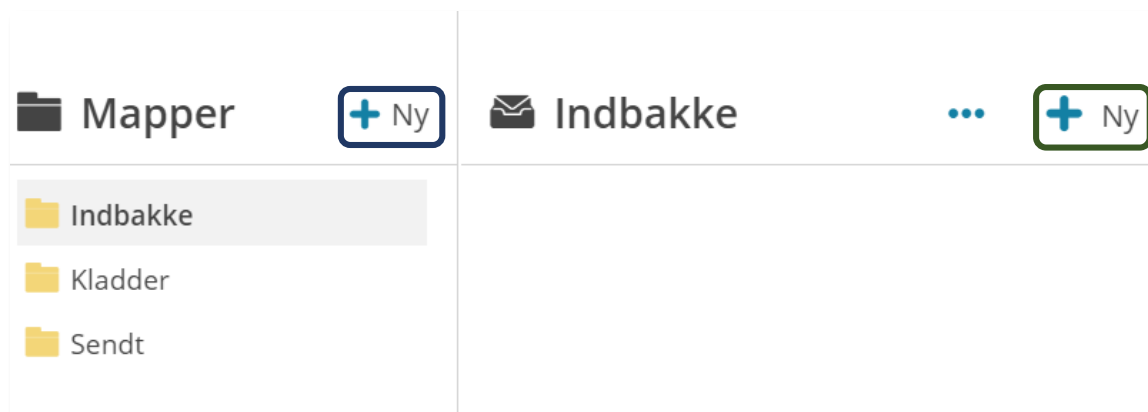 Mapper
Ny
Indbakke
Kladder
Sendt
Indbakke
Ny